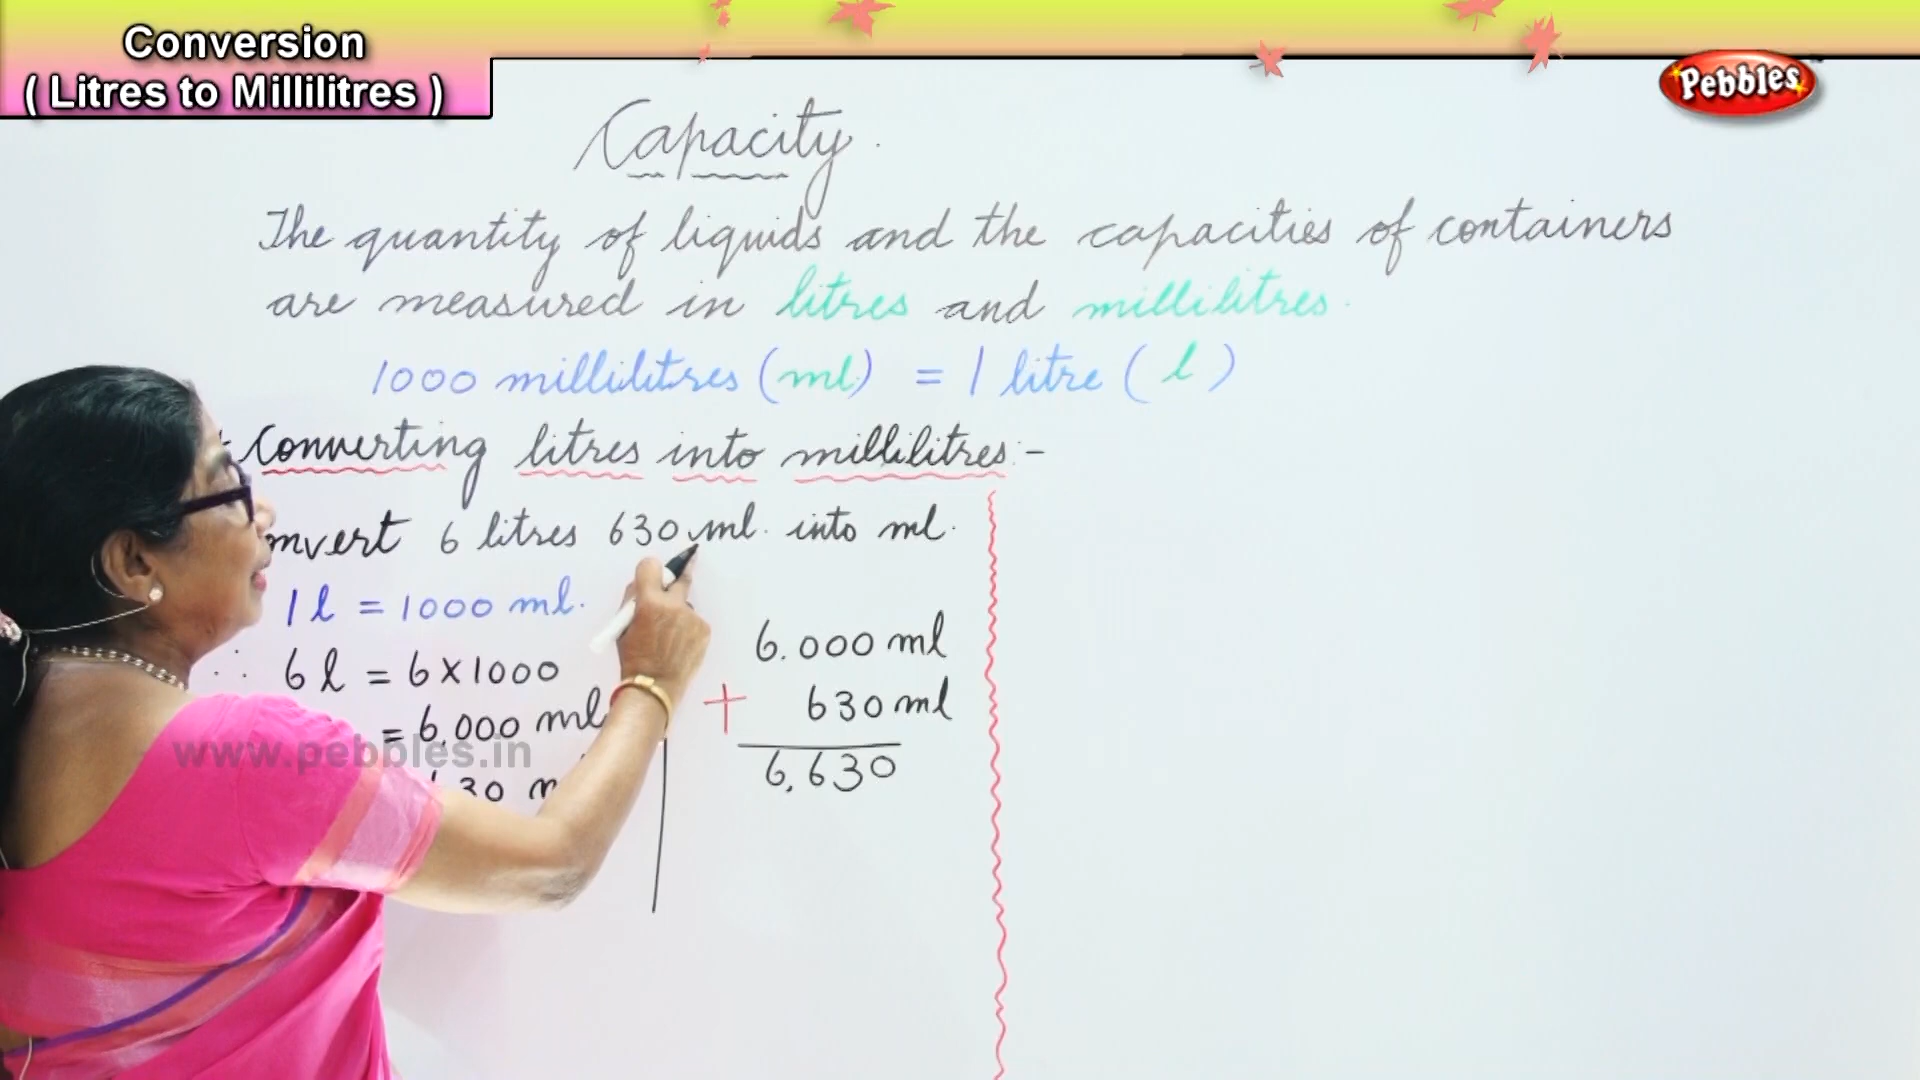 Conversion
( Litres to Millilitres )
Pebbles
Capacity.
The quantity of liquids and the capacities of containers
are measured in litres and millilitres.
1000 millilitres (ml) = 1 litre ( l )
Converting litres into millilitres :-
nvert 6 litres 630 ml. into ml.
1 l = 1000 ml.
∴ 6 l = 6 X 1000
= 6,000 ml
30 m
6.000 ml
+ 630 ml
6,630
www.pebbles.in